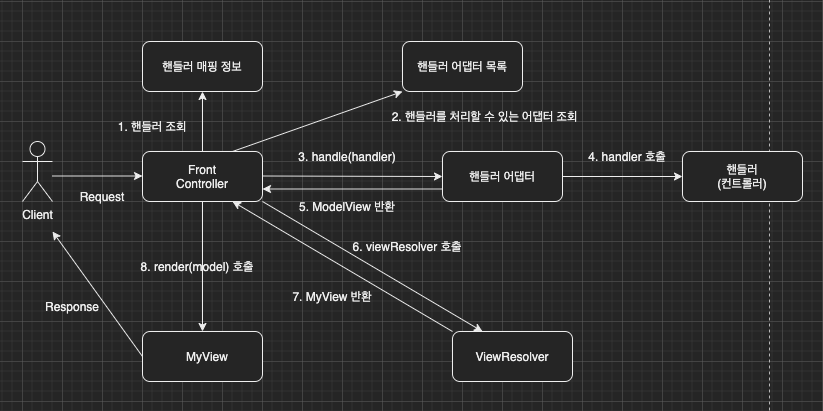 핸들러 매핑 정보
핸들러 어댑터 목록
1. 핸들러 조회
2. 핸들러를 처리할 수 있는 어댑터 조회
Client
Request
Front
Controller
3. handle(handler)
핸들러 어댑터
4. handler 호출
핸들러
(컨트롤러)
5. ModelView 반환
6. viewResolver 호출
8. render(model) 호출
7. MyView 반환
Response
MyView
ViewResolver